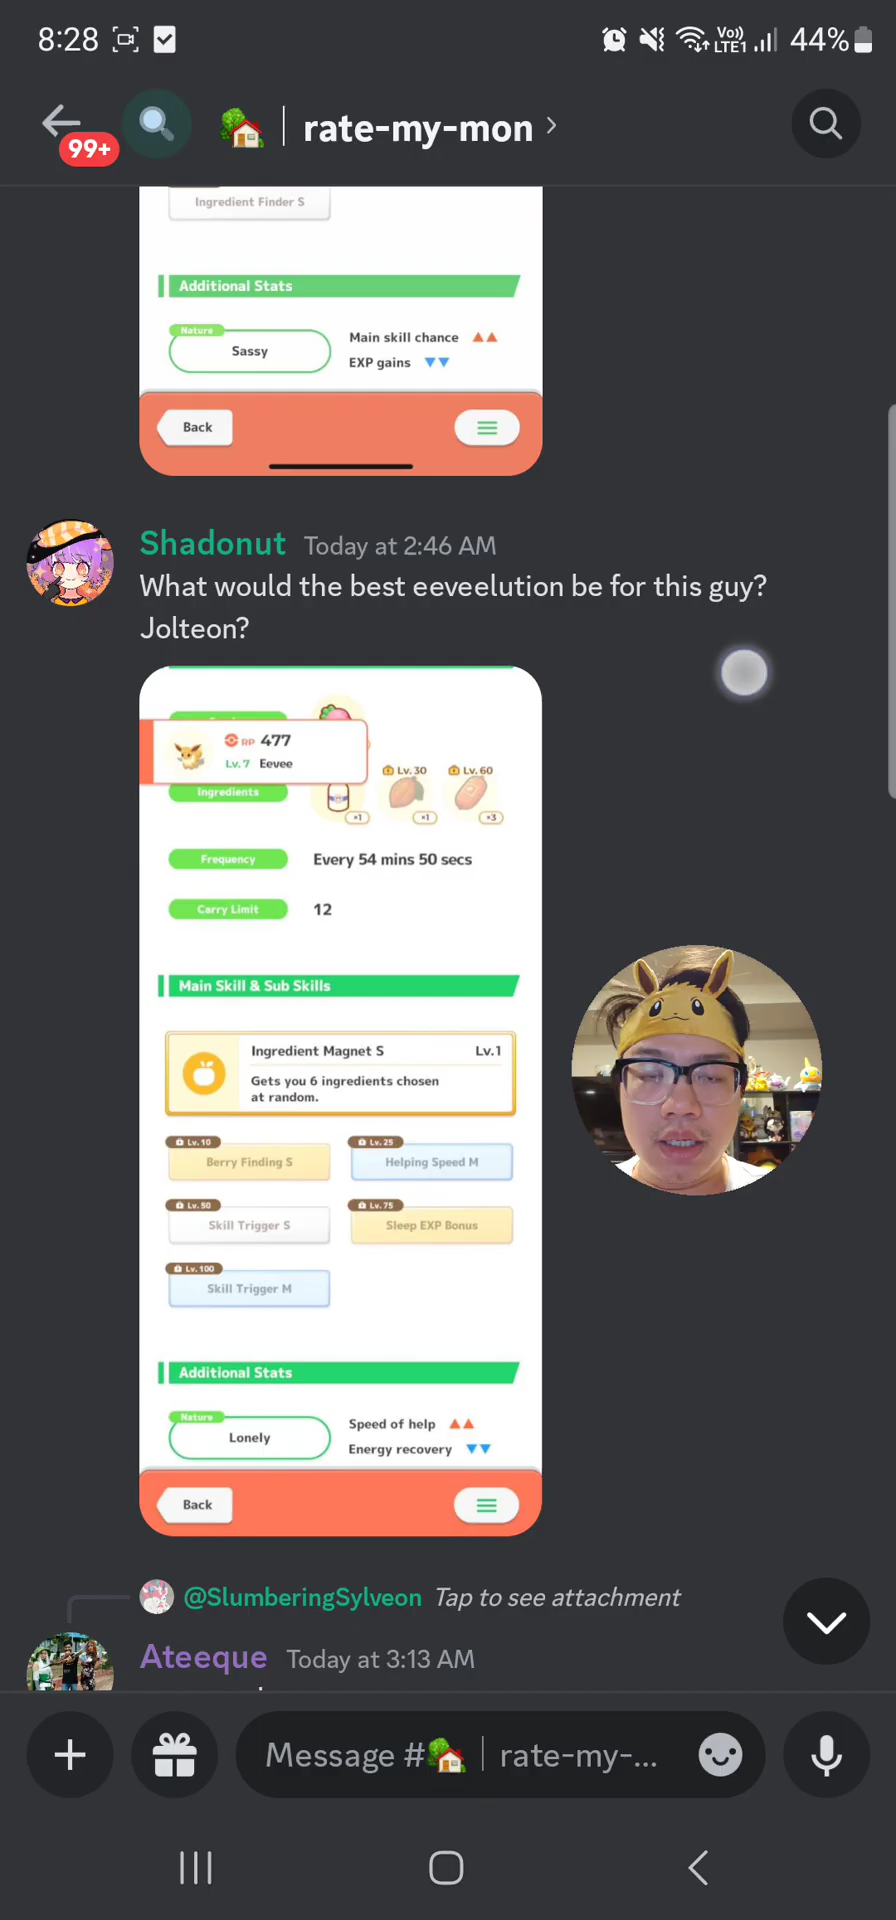 8:28
Vo))
LTE1
44%
99+
rate-my-mon
Ingredient Finder S
Additional Stats
Nature
Sassy
Main skill chance
EXP gains
Back
Shadonut Today at 2:46 AM
What would the best eeveelution be for this guy?
Jolteon?
RP 477
Lv. 7 Eevee
Ingredients
Lv. 30
Lv. 60
×1
×1
×3
Frequency
Every 54 mins 50 secs
Carry Limit
12
Main Skill & Sub Skills
Ingredient Magnet S
Lv.1
Gets you 6 ingredients chosen
at random.
Lv. 10
Berry Finding S
Lv. 25
Helping Speed M
Lv. 50
Skill Trigger S
Lv. 75
Sleep EXP Bonus
Lv. 100
Skill Trigger M
Additional Stats
Nature
Lonely
Speed of help
Energy recovery
Back
@SlumberingSylveon Tap to see attachment
Ateeque Today at 3:13 AM
Message # rate-my-...